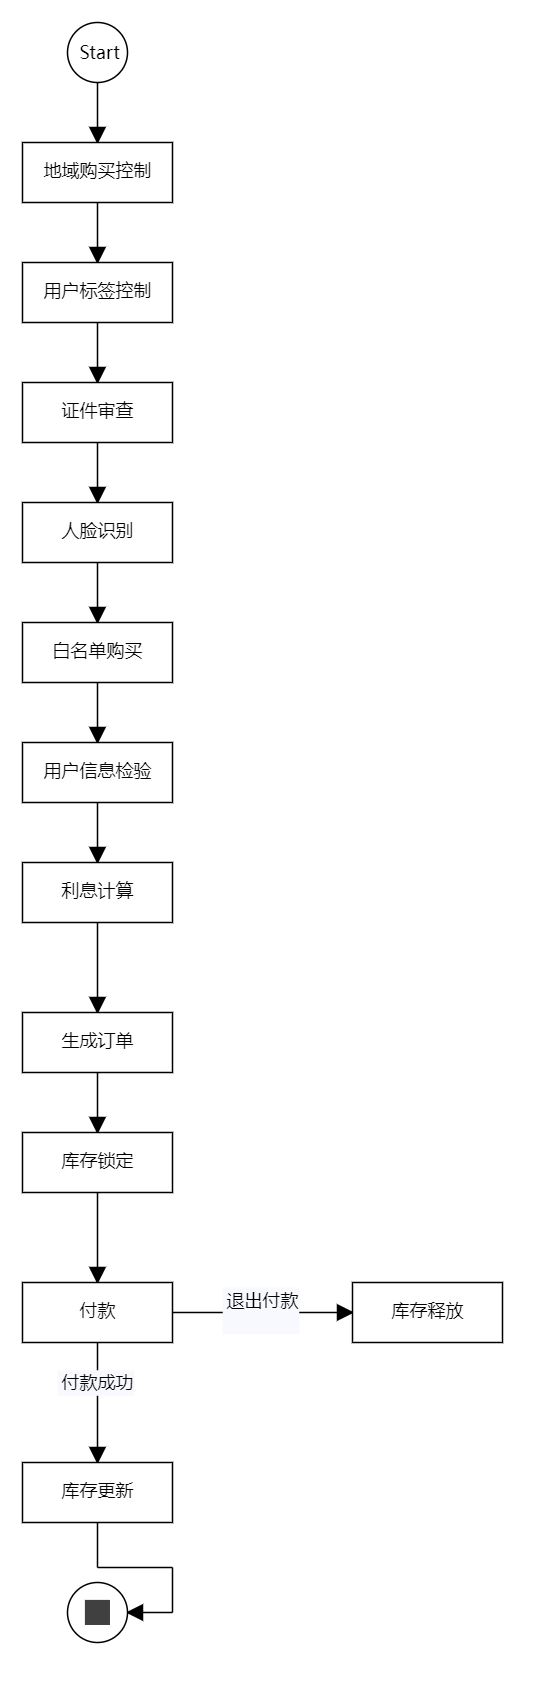 Start
地域购买控制
用户标签控制
证件审查
人脸识别
白名单购买
用户信息检验
利息计算
生成订单
库存锁定
付款
退出付款
库存释放
付款成功
库存更新